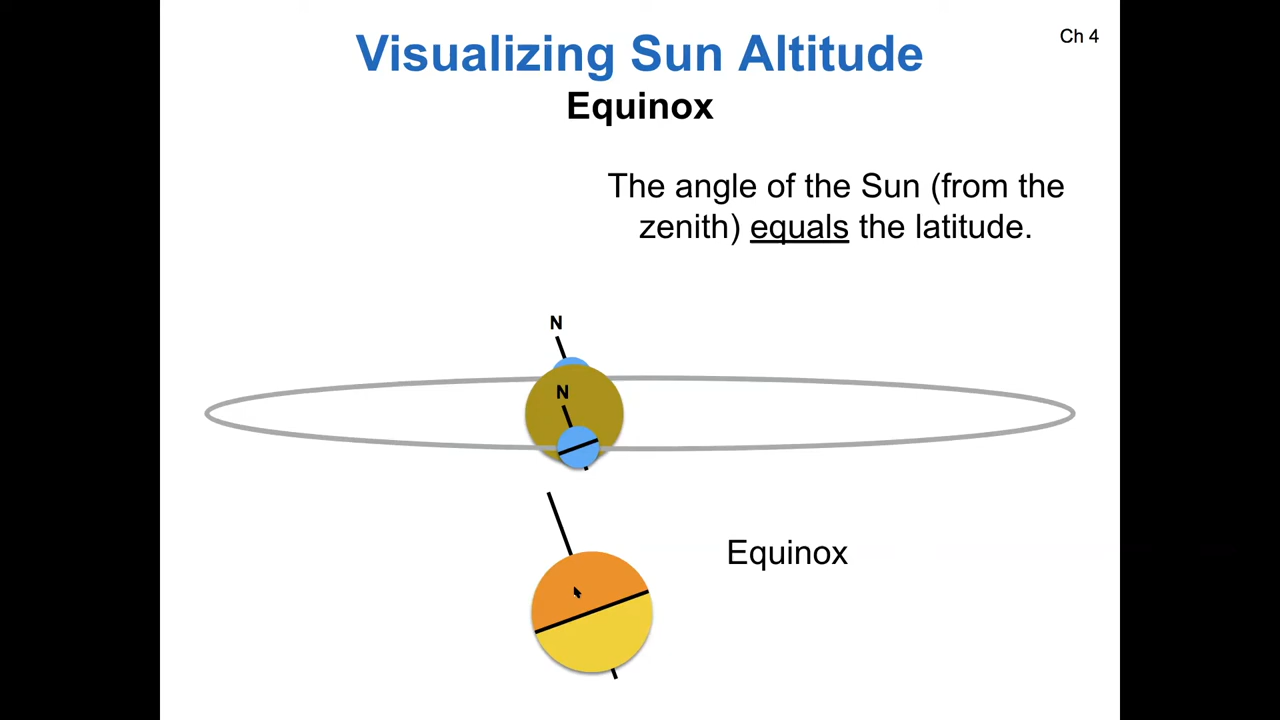 Ch 4
Visualizing Sun Altitude
Equinox
The angle of the Sun (from the
zenith) equals the latitude.
N
N
Equinox